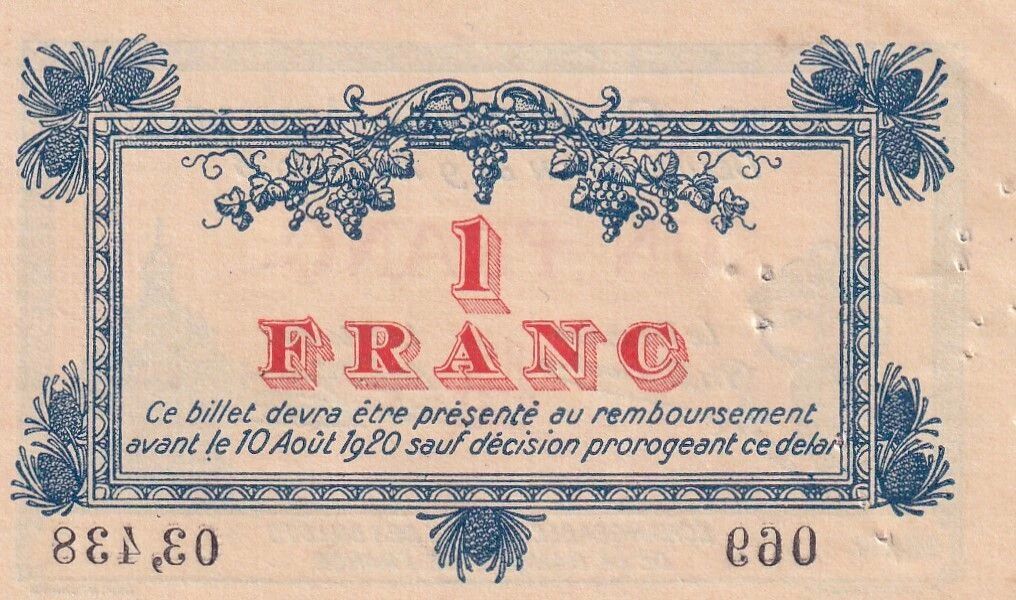 1
FRANC
Ce billet devra être présenté au remboursement
avant le 10 Août 1920 sauf décision prorogeant ce delai
03,438 069